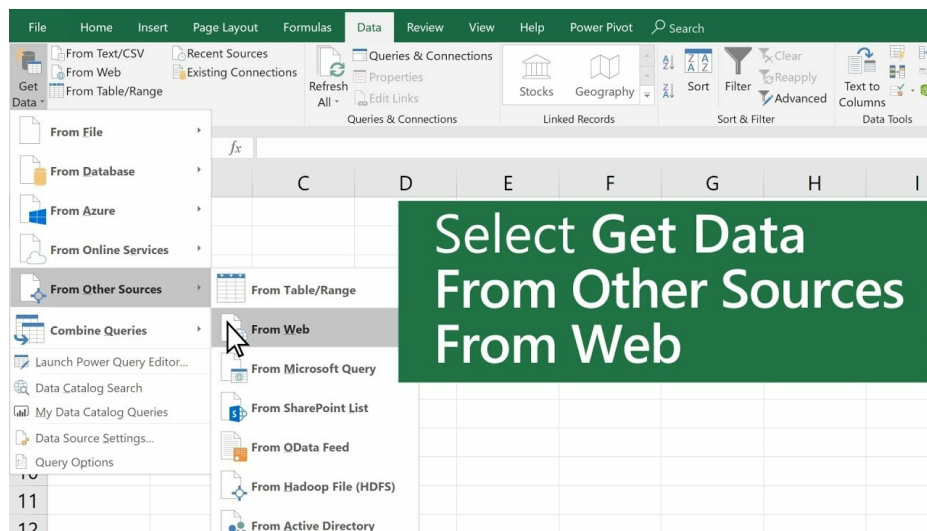 File Home Insert Page Layout Formulas Data Review View Help Power Pivot Search
From Text/CSV
From Web
From Table/Range
Get
Data
Recent Sources
Existing Connections
Refresh
All
Queries & Connections
Properties
Edit Links
Queries & Connections
Stocks
Geography
Linked Records
Sort
Filter
Clear
Reapply
Advanced
Sort & Filter
Text to
Columns
Data Tools
fx
C D E F G H I
From File
From Database
From Azure
From Online Services
From Other Sources
Combine Queries
Launch Power Query Editor...
Data Catalog Search
My Data Catalog Queries
Data Source Settings...
Query Options
From Table/Range
From Web
From Microsoft Query
From SharePoint List
From OData Feed
From Hadoop File (HDFS)
From Active Directory
Select Get Data
From Other Sources
From Web
11
12